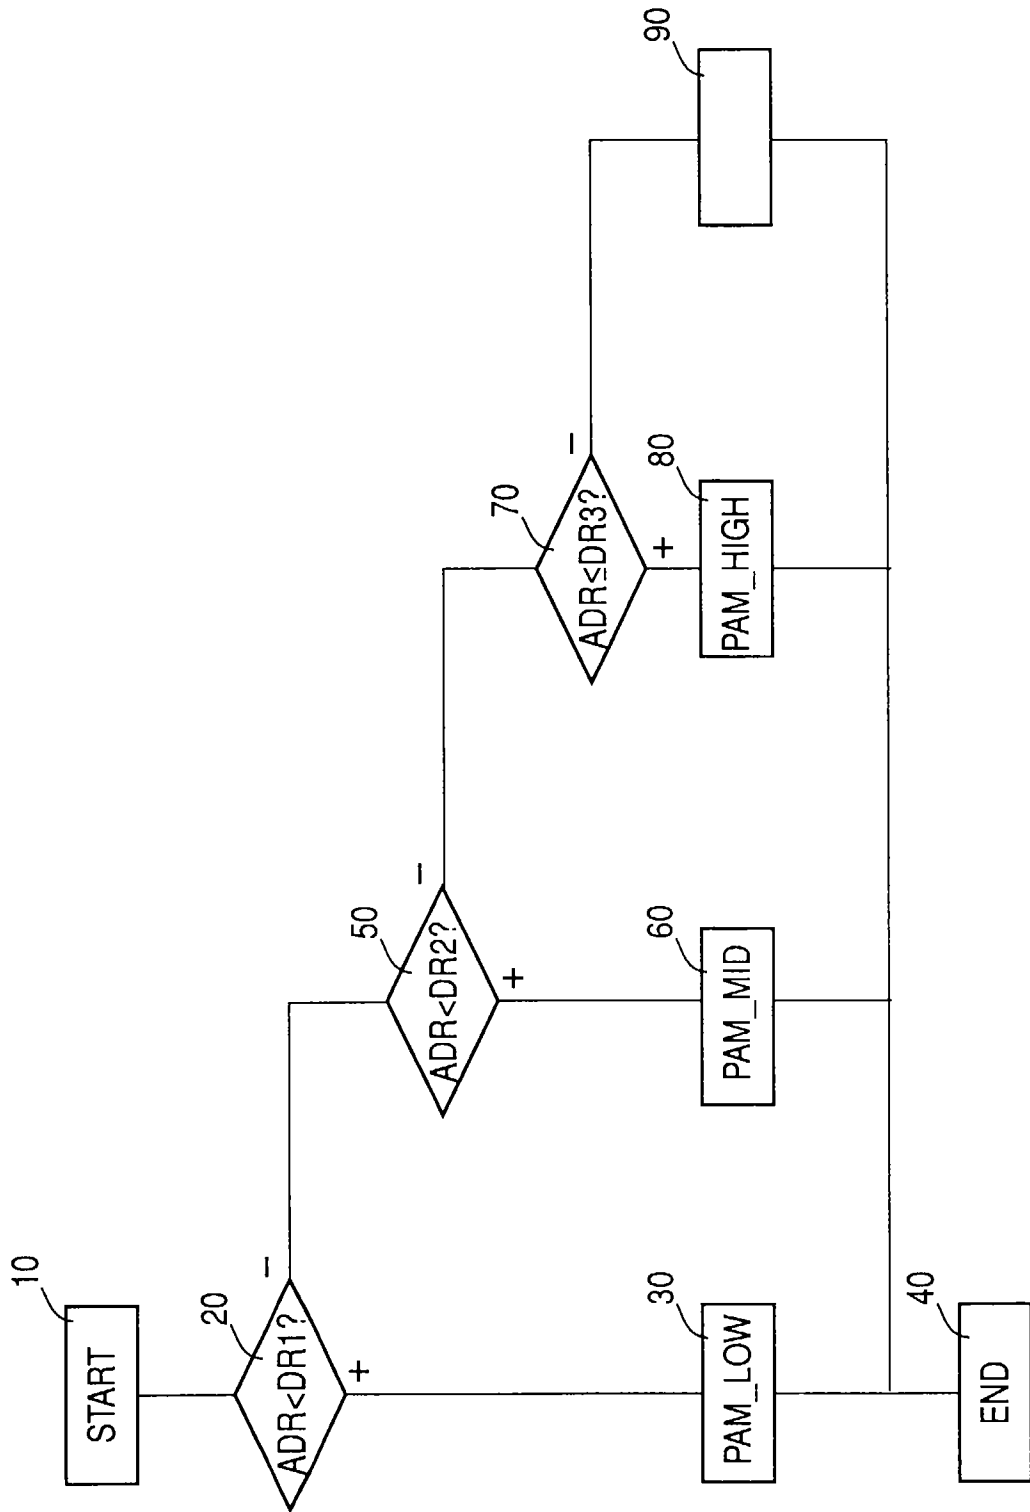 10
START
20
ADR<DR1?
−
+
50
ADR<DR2?
−
+
70
ADR≤DR3?
−
+
30
PAM_LOW
60
PAM_MID
80
PAM_HIGH
90
40
END